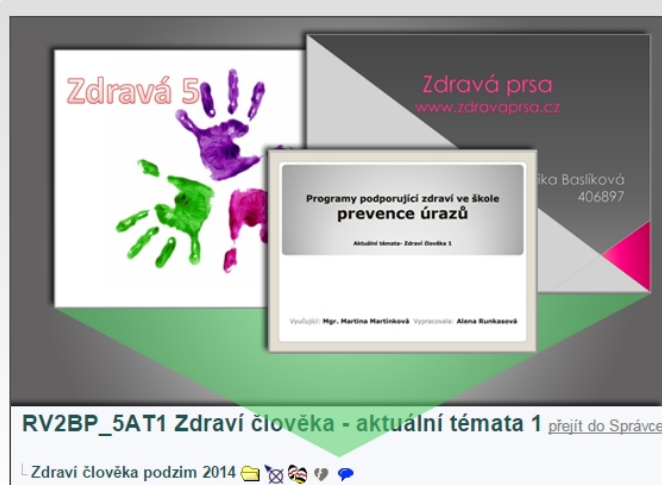 Zdravá 5
Zdravá prsa
www.zdravaprsa.cz
Baslíková
406897
Programy podporující zdraví ve škole
prevence úrazů
Aktuální témata- Zdraví člověka 1
Vyučující: Mgr. Martina Martinková Vypracovala: Alena Runkasová
RV2BP_5AT1 Zdraví člověka - aktuální témata 1 přejít do Správce
Zdraví člověka podzim 2014